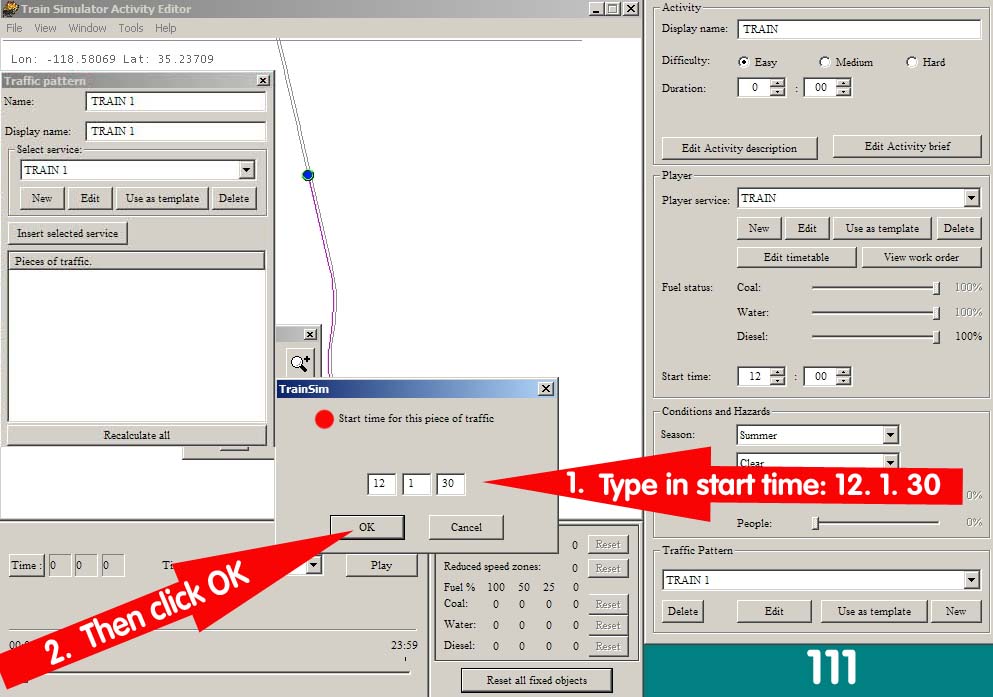 Train Simulator Activity Editor
File View Window Tools Help
Lon: -118.58069 Lat: 35.23709
Traffic pattern
Name: TRAIN 1
Display name: TRAIN 1
Select service:
TRAIN 1
New Edit Use as template Delete
Insert selected service
Pieces of traffic.
Recalculate all
TrainSim
Start time for this piece of traffic
12 1 30
OK Cancel
1. Type in start time: 12. 1. 30
2. Then click OK
Time : 0 0 0
Play
23:59
0 Reset
Reduced speed zones: 0 Reset
Fuel % 100 50 25 0
Coal: 0 0 0 0 Reset
Water: 0 0 0 0 Reset
Diesel: 0 0 0 0 Reset
Reset all fixed objects
Activity
Display name: TRAIN
Difficulty: Easy Medium Hard
Duration: 0 : 00
Edit Activity description Edit Activity brief
Player
Player service: TRAIN
New Edit Use as template Delete
Edit timetable View work order
Fuel status: Coal: 100%
Water: 100%
Diesel: 100%
Start time: 12 : 00
Conditions and Hazards
Season: Summer
Clear
0%
People: 0%
Traffic Pattern
TRAIN 1
Delete Edit Use as template New
111